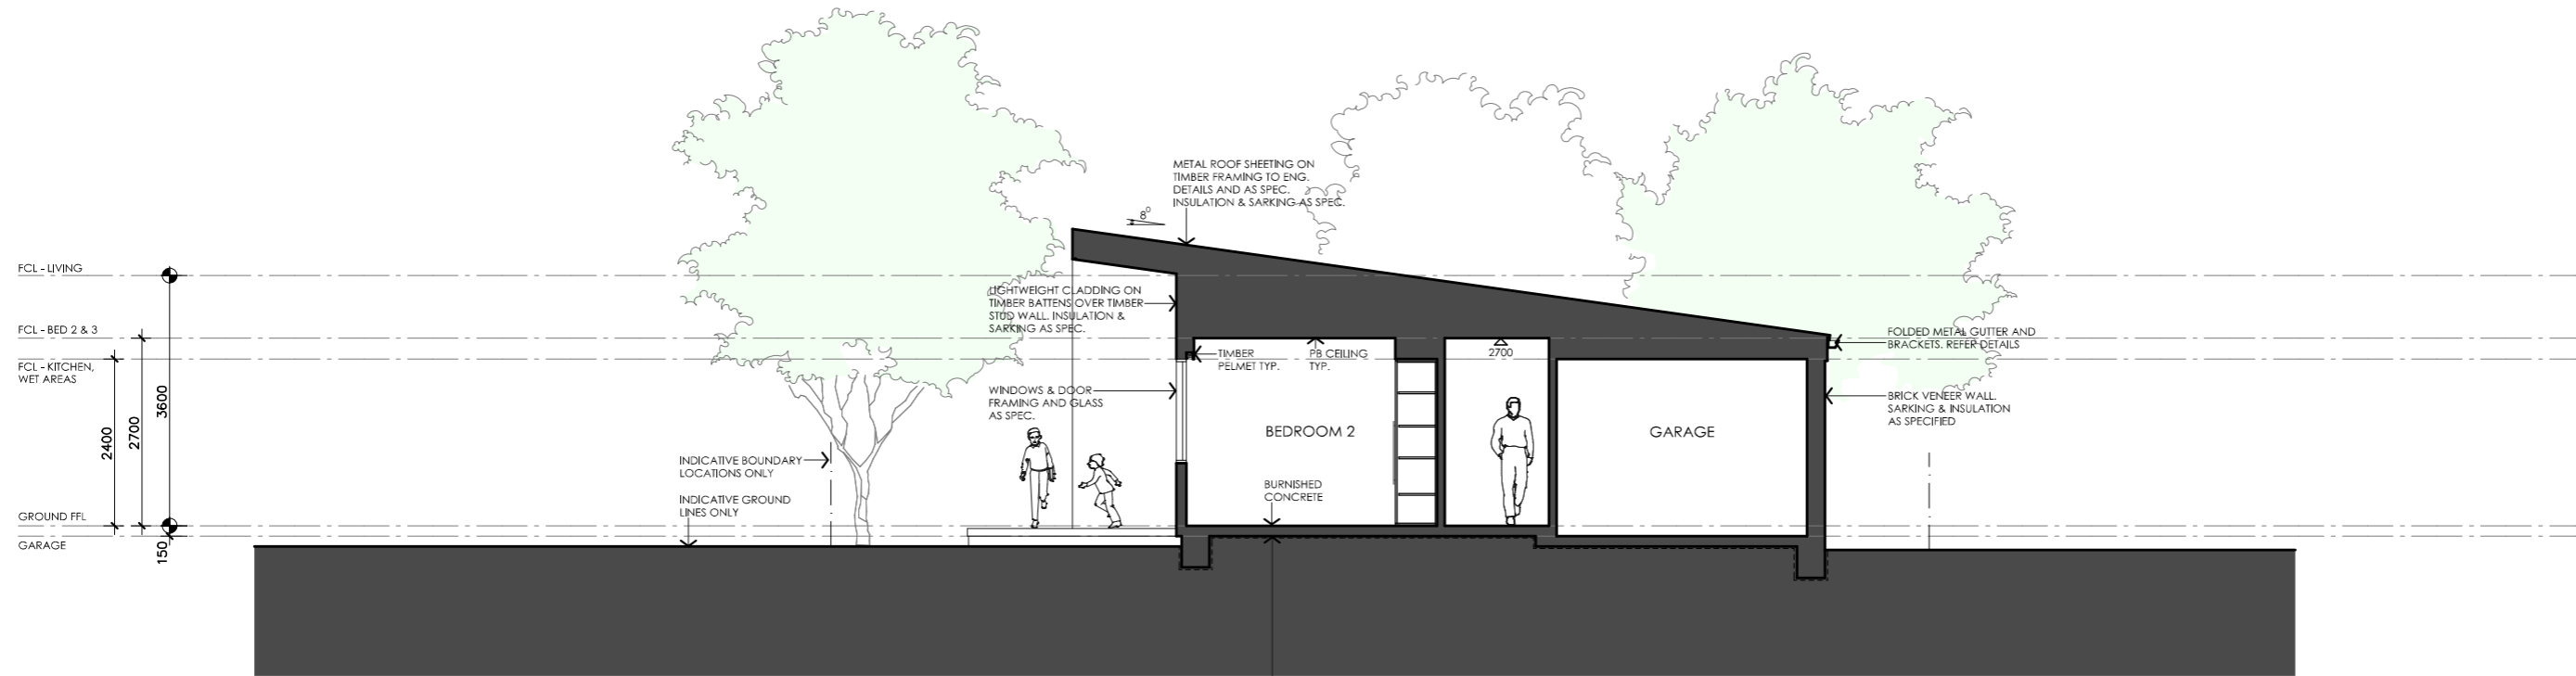 METAL ROOF SHEETING ON
TIMBER FRAMING TO ENG.
DETAILS AND AS SPEC.
INSULATION & SARKING AS SPEC.
8°
FCL - LIVING
LIGHTWEIGHT CLADDING ON
TIMBER BATTENS OVER TIMBER
STUD WALL. INSULATION &
SARKING AS SPEC.
FCL - BED 2 & 3
FOLDED METAL GUTTER AND
BRACKETS. REFER DETAILS
TIMBER
PELMET TYP.
PB CEILING
TYP.
2700
FCL - KITCHEN,
WET AREAS
WINDOWS & DOOR
FRAMING AND GLASS
AS SPEC.
BRICK VENEER WALL.
SARKING & INSULATION
AS SPECIFIED
2400
2700
3600
BEDROOM 2
GARAGE
INDICATIVE BOUNDARY
LOCATIONS ONLY
BURNISHED
CONCRETE
INDICATIVE GROUND
LINES ONLY
GROUND FFL
GARAGE
150